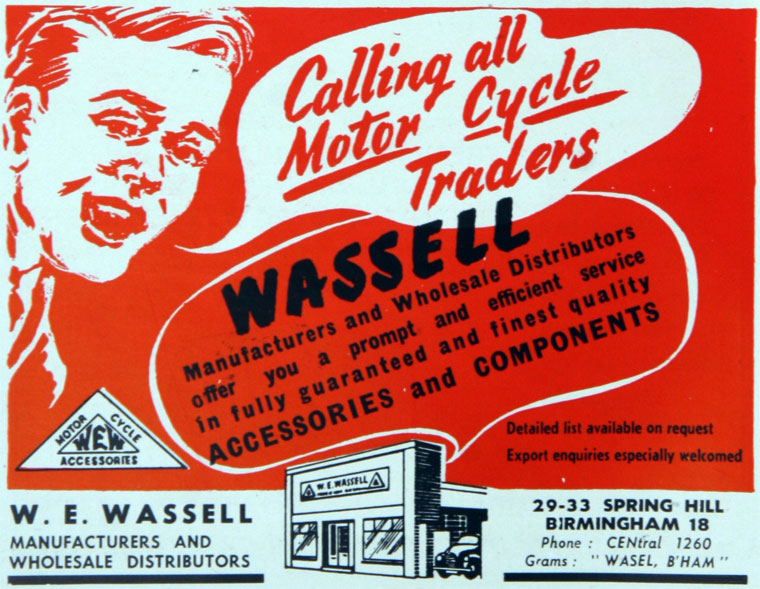 Calling all
Motor Cycle
Traders
WASSELL
Manufacturers and Wholesale Distributors
offer you a prompt and efficient service
in fully guaranteed and finest quality
ACCESSORIES and COMPONENTS
MOTOR CYCLE
WEW
ACCESSORIES
Detailed list available on request
Export enquiries especially welcomed
W. E. WASSELL
W. E. WASSELL
MANUFACTURERS AND
WHOLESALE DISTRIBUTORS
29-33 SPRING HILL
BIRMINGHAM 18
Phone : CENtral 1260
Grams : "WASEL, B'HAM"